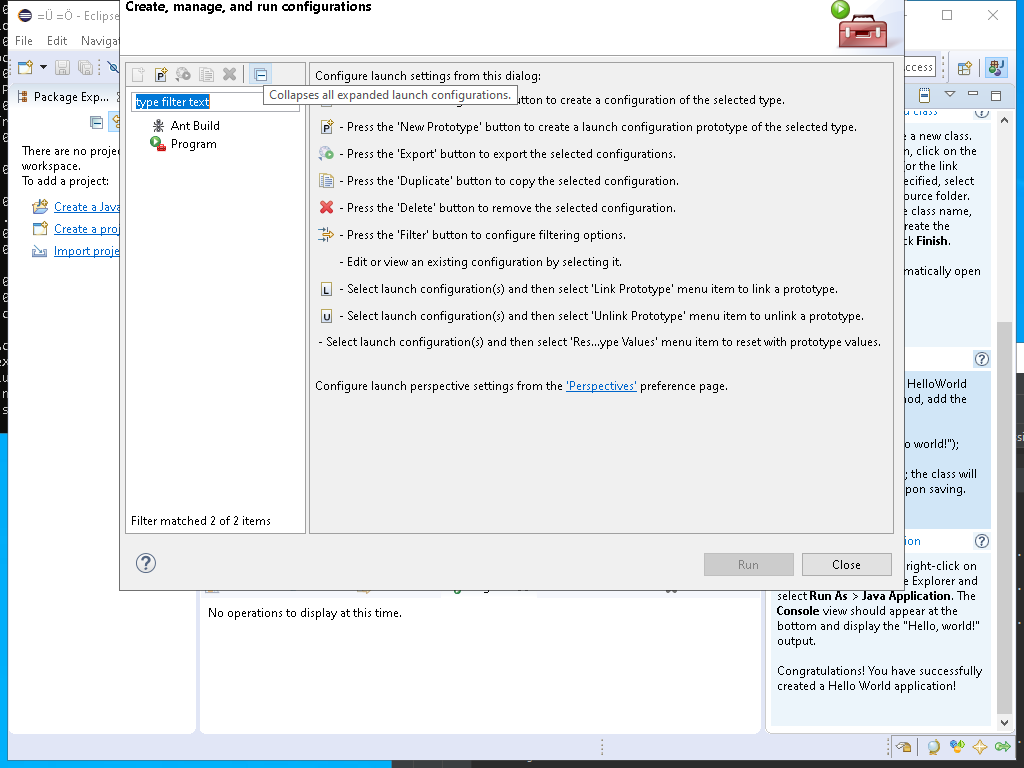 Create, manage, and run configurations
=Ü =Ö - Eclipse
File Edit Naviga
Package Exp...
type filter text
Ant Build
Program
Filter matched 2 of 2 items
There are no proje
workspace.
To add a project:
Create a Java
Create a proj
Import proje
Configure launch settings from this dialog:
Collapses all expanded launch configurations.
utton to create a configuration of the selected type.
P - Press the 'New Prototype' button to create a launch configuration prototype of the selected type.
- Press the 'Export' button to export the selected configurations.
- Press the 'Duplicate' button to copy the selected configuration.
- Press the 'Delete' button to remove the selected configuration.
- Press the 'Filter' button to configure filtering options.
- Edit or view an existing configuration by selecting it.
L - Select launch configuration(s) and then select 'Link Prototype' menu item to link a prototype.
U - Select launch configuration(s) and then select 'Unlink Prototype' menu item to unlink a prototype.
- Select launch configuration(s) and then select 'Res...ype Values' menu item to reset with prototype values.
Configure launch perspective settings from the 'Perspectives' preference page.
Run
Close
No operations to display at this time.
ccess
class
e a new class.
n, click on the
for the link
ecified, select
ource folder.
e class name,
reate the
ck Finish.
matically open
HelloWorld
nod, add the
o world!");
; the class will
pon saving.
ion
right-click on
e Explorer and
select Run As > Java Application. The
Console view should appear at the
bottom and display the "Hello, world!"
output.
Congratulations! You have successfully
created a Hello World application!